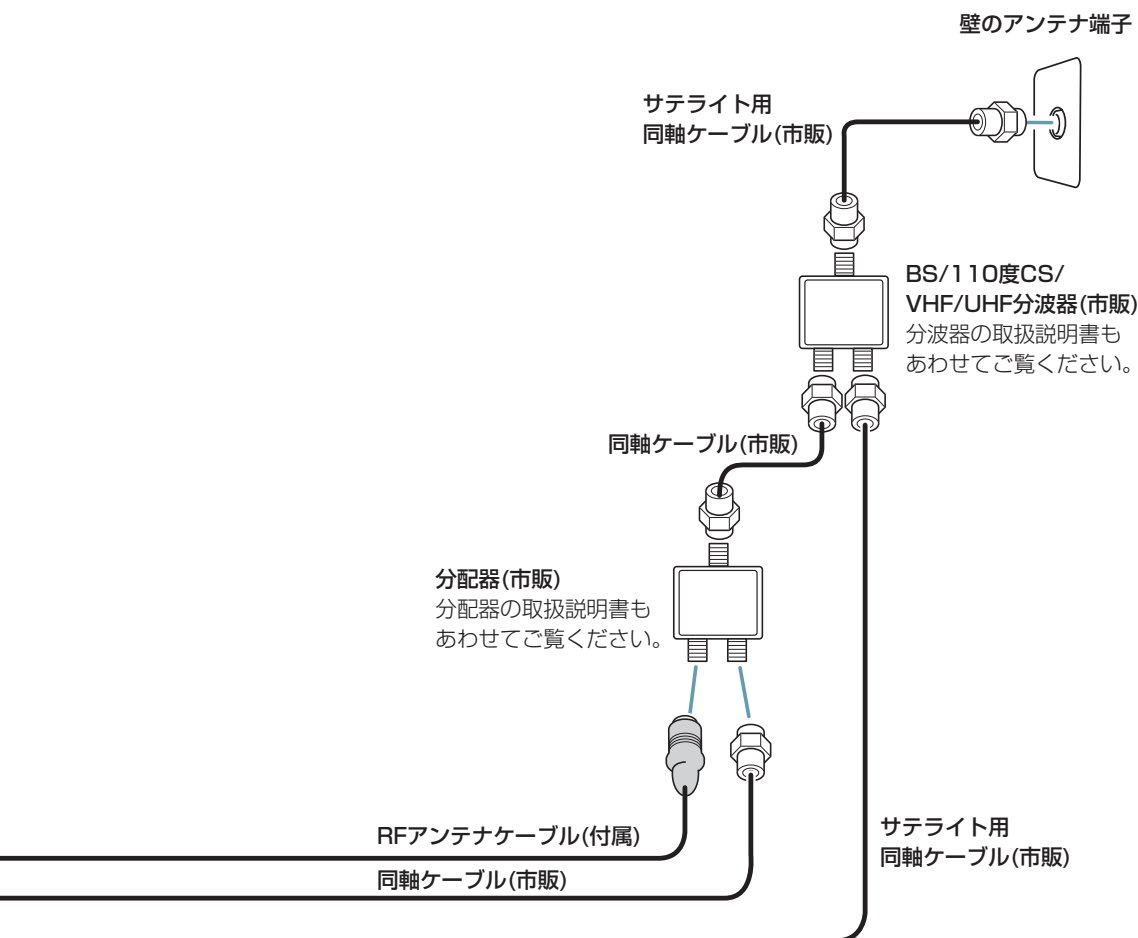 壁のアンテナ端子
サテライト用
同軸ケーブル(市販)
BS/110度CS/
VHF/UHF分波器(市販)
分波器の取扱説明書も
あわせてご覧ください。
同軸ケーブル(市販)
分配器(市販)
分配器の取扱説明書も
あわせてご覧ください。
RFアンテナケーブル(付属)
同軸ケーブル(市販)
サテライト用
同軸ケーブル(市販)